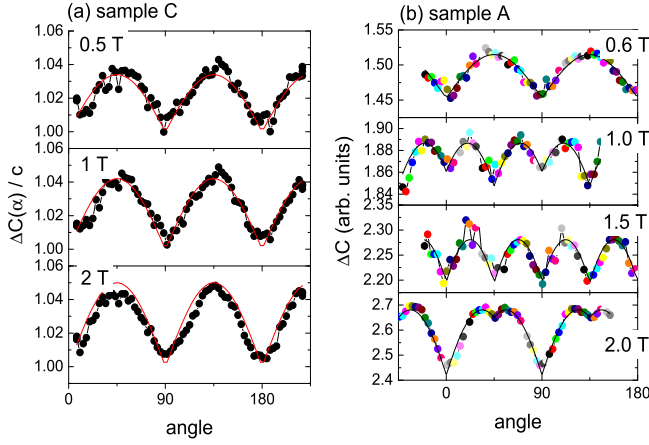 (a) sample C
1.06
0.5 T
1.04
1.02
1.00
1.06
1 T
1.04
1.02
1.00
1.06
2 T
1.04
1.02
1.00
0 90 180
angle
ΔC(α) / c
(b) sample A
1.55
0.6 T
1.50
1.45
1.90
1.0 T
1.88
1.86
1.84
2.35
1.5 T
2.30
2.25
2.20
2.7
2.6
2.0 T
2.5
2.4
0 90 180
angle
ΔC (arb. units)